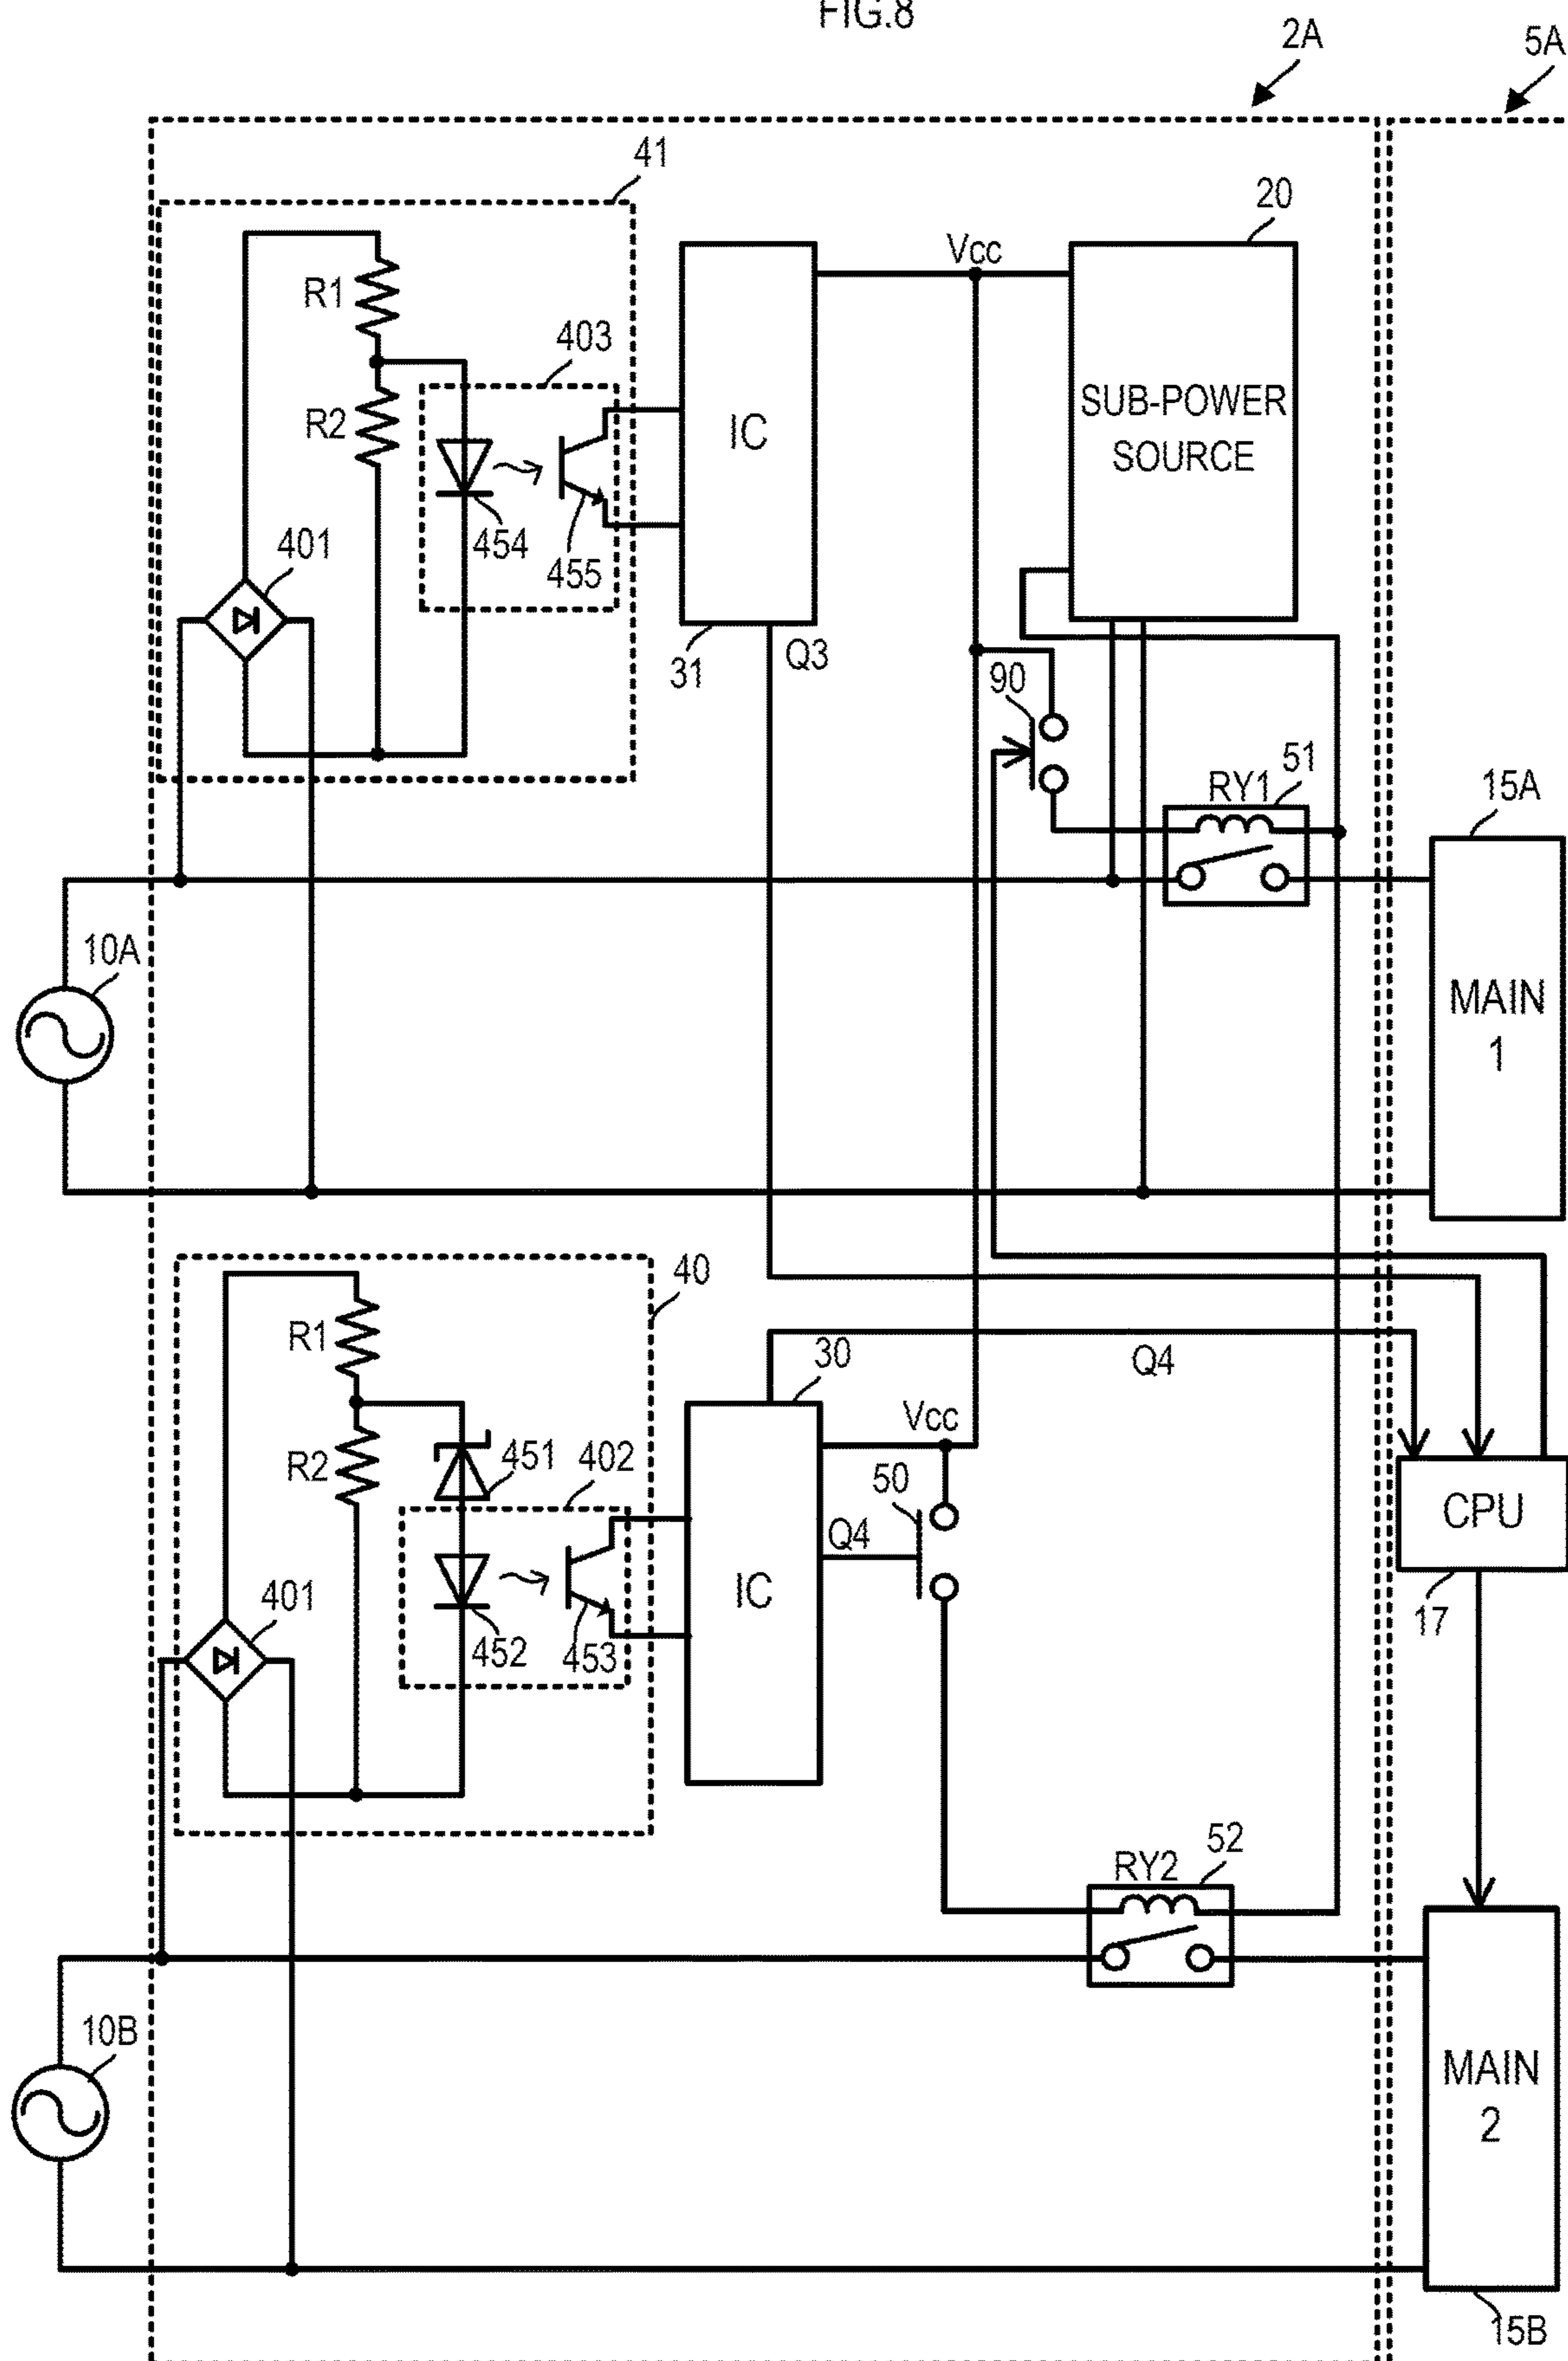 FIG.8
2A
5A
41
20
Vcc
R1
403
R2
IC
SUB-POWER
SOURCE
454
401
455
31
Q3
90
51
RY1
15A
10A
MAIN
1
40
R1
30
Q4
Vcc
R2
451
402
50
CPU
Q4
IC
401
452
453
17
52
RY2
10B
MAIN
2
15B